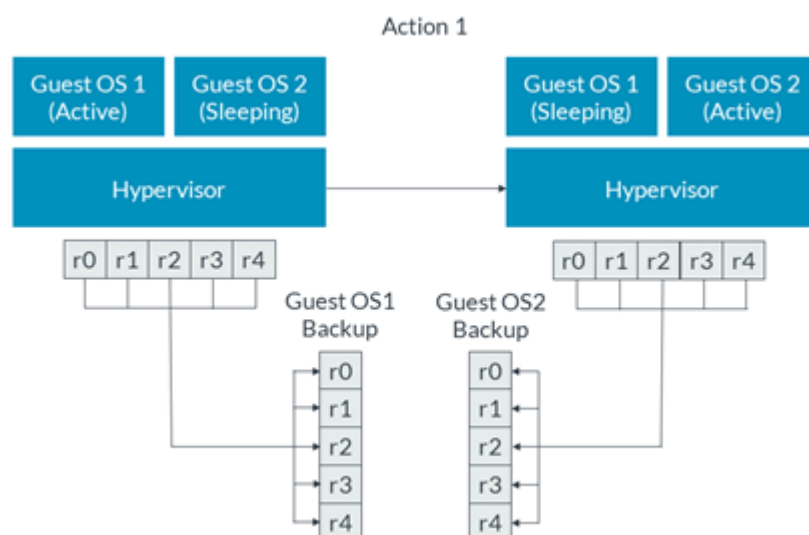 Action 1
Guest OS 1
(Active)
Guest OS 2
(Sleeping)
Guest OS 1
(Sleeping)
Guest OS 2
(Active)
Hypervisor
Hypervisor
r0 r1 r2 r3 r4
r0 r1 r2 r3 r4
Guest OS1
Backup
Guest OS2
Backup
r0
r1
r2
r3
r4
r0
r1
r2
r3
r4